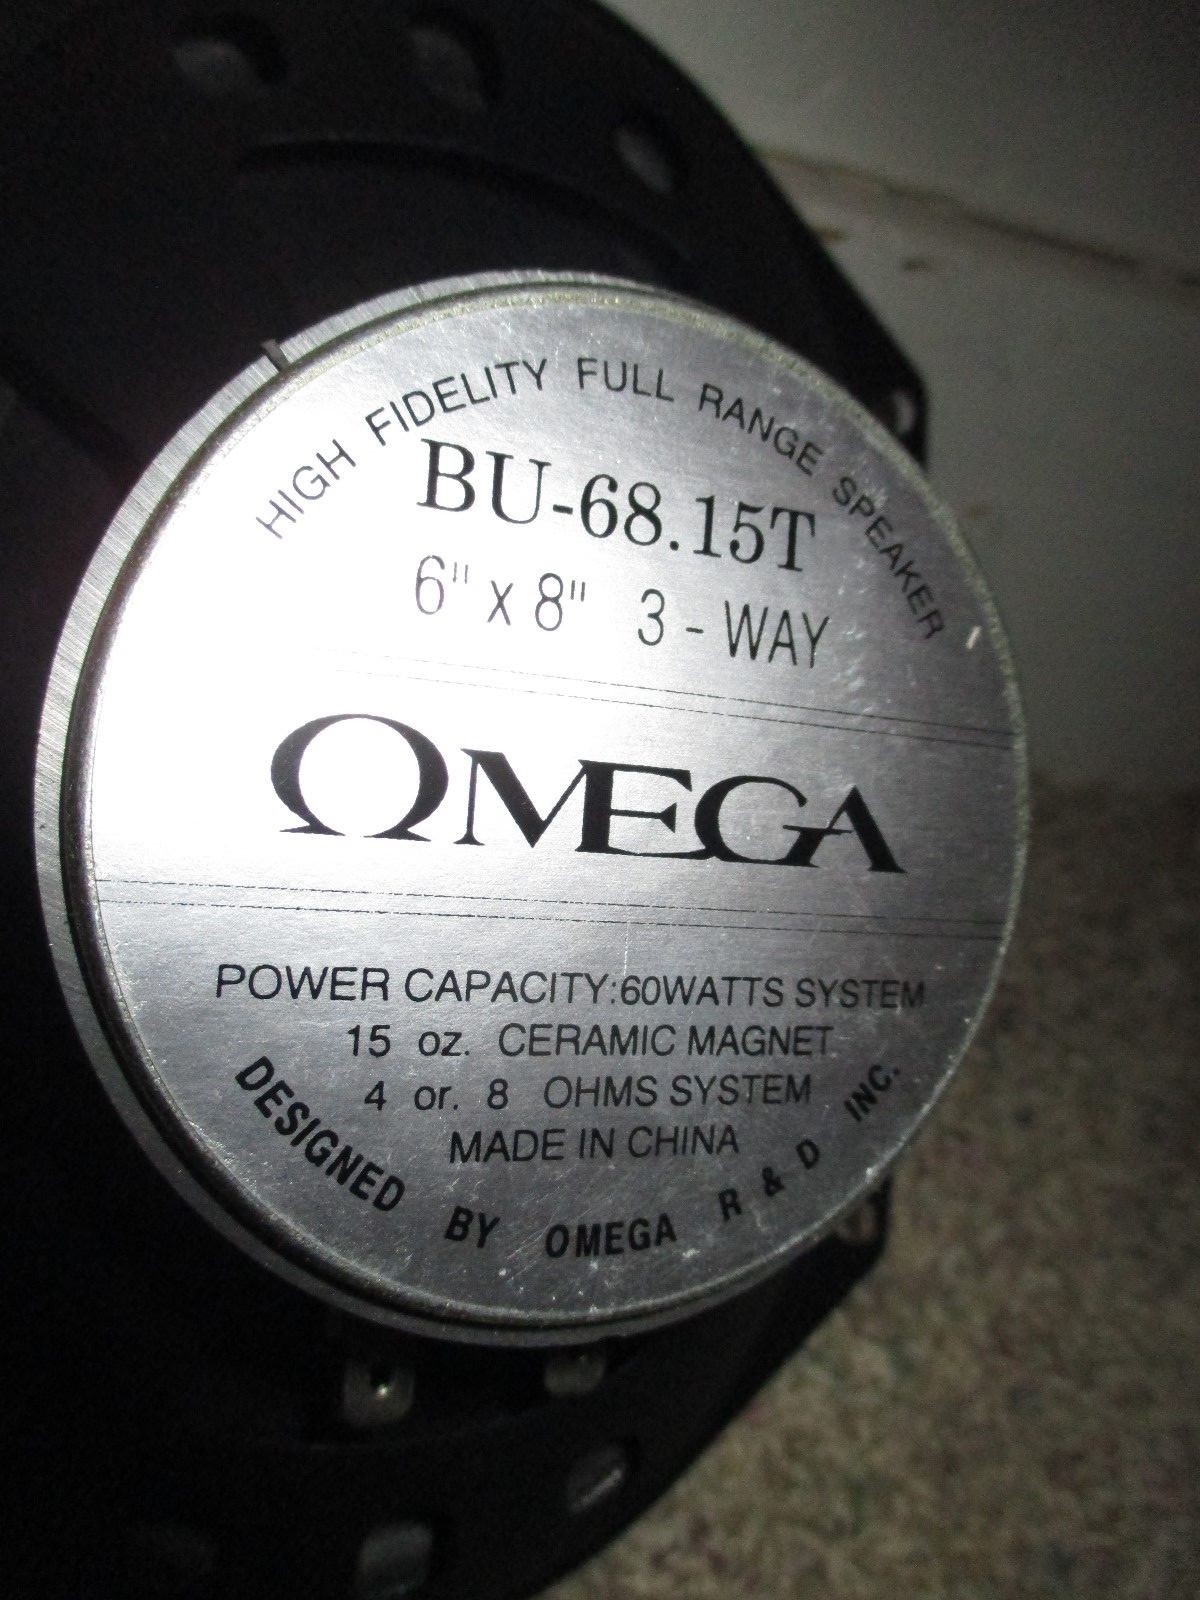 HIGH FIDELITY FULL RANGE SPEAKER
BU-68.15T
6" x 8" 3 - WAY
ΩMEGA
POWER CAPACITY:60WATTS SYSTEM
15 oz. CERAMIC MAGNET
4 or. 8 OHMS SYSTEM
MADE IN CHINA
DESIGNED BY OMEGA R & D INC.